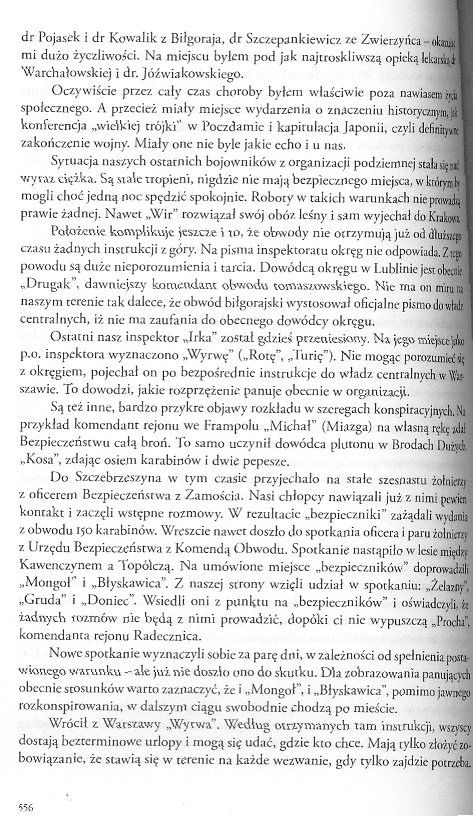 dr Pojasek i dr Kowalik z Biłgoraja, dr Szczepankiewicz ze Zwierzyńca – okazując
mi dużo życzliwości. Na miejscu byłem pod jak najtroskliwszą opieką lekarską dr
Warchałowskiej i dr. Jóźwiakowskiego.
Oczywiście przez cały czas choroby byłem właściwie poza nawiasem życia
społecznego. A przecież miały miejsce wydarzenia o znaczeniu historycznym, jak
konferencja „wielkiej trójki" w Poczdamie i kapitulacja Japonii, czyli definitywne
zakończenie wojny. Miały one nie byle jakie echo i u nas.
Sytuacja naszych ostatnich bojowników z organizacji podziemnej stała się nad
wyraz ciężka. Są stale tropieni, nigdzie nie mają bezpiecznego miejsca, w którym by
mogli choć jedną noc spędzić spokojnie. Roboty w takich warunkach nie prowadzą
prawie żadnej. Nawet „Wir" rozwiązał swój obóz leśny i sam wyjechał do Krakowa.
Położenie komplikuje jeszcze i to, że obwody nie otrzymują już od dłuższego
czasu żadnych instrukcji z góry. Na pisma inspektoratu okręg nie odpowiada. Z tego
powodu są duże nieporozumienia i tarcia. Dowódcą okręgu w Lublinie jest obecnie
„Drugak", dawniejszy komendant obwodu tomaszowskiego. Nie ma on miru na
naszym terenie tak dalece, że obwód biłgorajski wystosował oficjalne pismo do władz
centralnych, iż nie ma zaufania do obecnego dowódcy okręgu.
Ostatni nasz inspektor „Irka" został gdzieś przeniesiony. Na jego miejsce jako
p.o. inspektora wyznaczono „Wyrwę" („Rotę", „Turię"). Nie mogąc porozumieć się
z okręgiem, pojechał on po bezpośrednie instrukcje do władz centralnych w War-
szawie. To dowodzi, jakie rozprzężenie panuje obecnie w organizacji.
Są też inne, bardzo przykre objawy rozkładu w szeregach konspiracyjnych. Na
przykład komendant rejonu we Frampolu „Michał" (Miazga) na własną rękę zdał
Bezpieczeństwu całą broń. To samo uczynił dowódca plutonu w Brodach Dużych,
„Kosa", zdając osiem karabinów i dwie pepesze.
Do Szczebrzeszyna w tym czasie przyjechało na stałe szesnastu żołnierzy
z oficerem Bezpieczeństwa z Zamościa. Nasi chłopcy nawiązali już z nimi pewien
kontakt i zaczęli wstępne rozmowy. W rezultacie „bezpieczniki" zażądali wydania
z obwodu 150 karabinów. Wreszcie nawet doszło do spotkania oficera i paru żołnierzy
z Urzędu Bezpieczeństwa z Komendą Obwodu. Spotkanie nastąpiło w lesie między
Kawenczynem a Topólczą. Na umówione miejsce „bezpieczników" doprowadzili
„Mongoł" i „Błyskawica". Z naszej strony wzięli udział w spotkaniu: „Żelazny",
„Gruda" i „Doniec". Wsiedli oni z punktu na „bezpieczników" i oświadczyli, że
żadnych rozmów nie będą z nimi prowadzić, dopóki ci nie wypuszczą „Procha",
komendanta rejonu Radecznica.
Nowe spotkanie wyznaczyli sobie za parę dni, w zależności od spełnienia posta-
wionego warunku – ale już nie doszło ono do skutku. Dla zobrazowania panujących
obecnie stosunków warto zaznaczyć, że i „Mongoł", i „Błyskawica", pomimo jawnego
rozkonspirowania, w dalszym ciągu swobodnie chodzą po mieście.
Wrócił z Warszawy „Wyrwa". Według otrzymanych tam instrukcji, wszyscy
dostają bezterminowe urlopy i mogą się udać, gdzie kto chce. Mają tylko złożyć zo-
bowiązanie, że stawią się w terenie na każde wezwanie, gdy tylko zajdzie potrzeba.
556